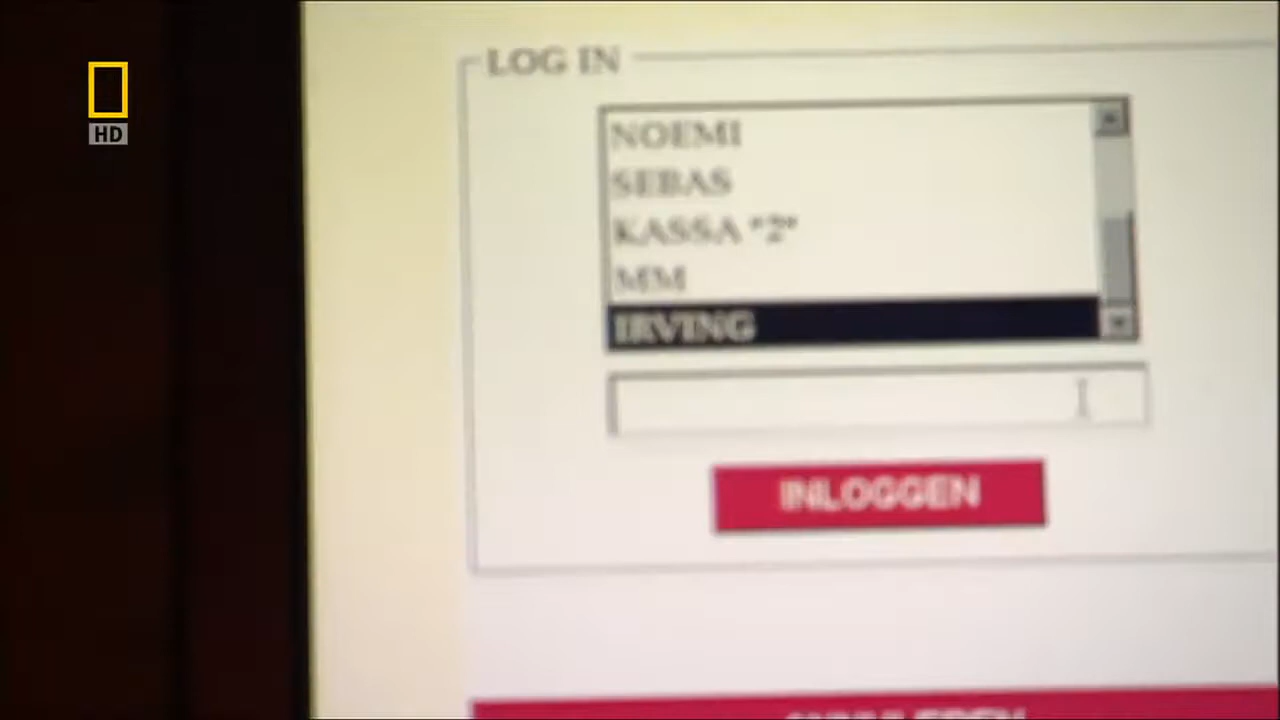 HD
LOG IN
NOEMI
SEBAS
KASSA "2"
MM
IRVING
INLOGGEN